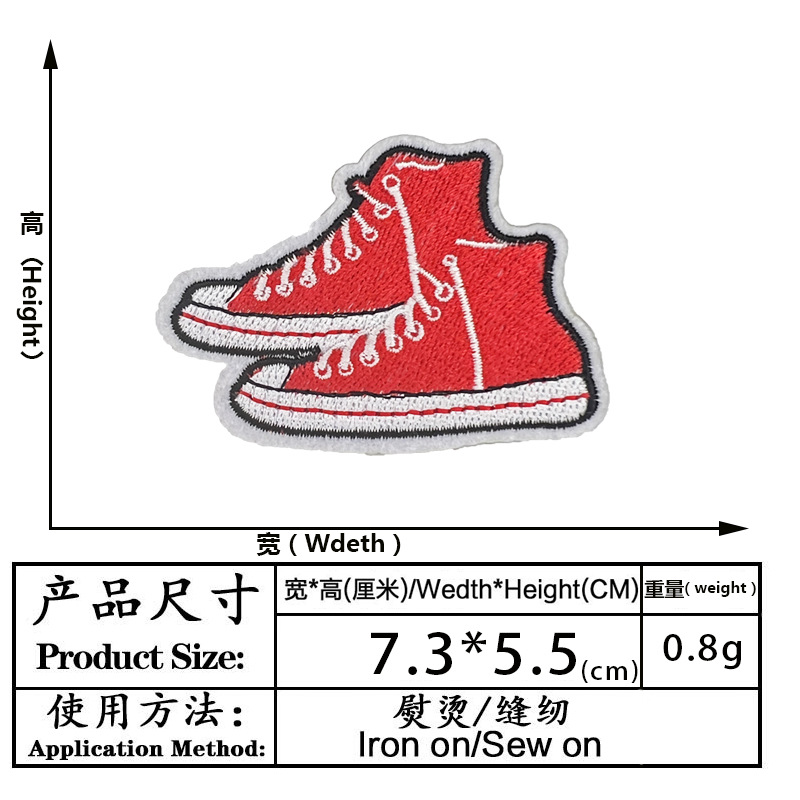 高（Height）
宽（Wdeth）
产品尺寸
Product Size:
宽*高(厘米)/Wedth*Height(CM)
重量( weight )
7.3*5.5(cm)
0.8g
使用方法：
Application Method:
熨烫/缝纫
Iron on/Sew on